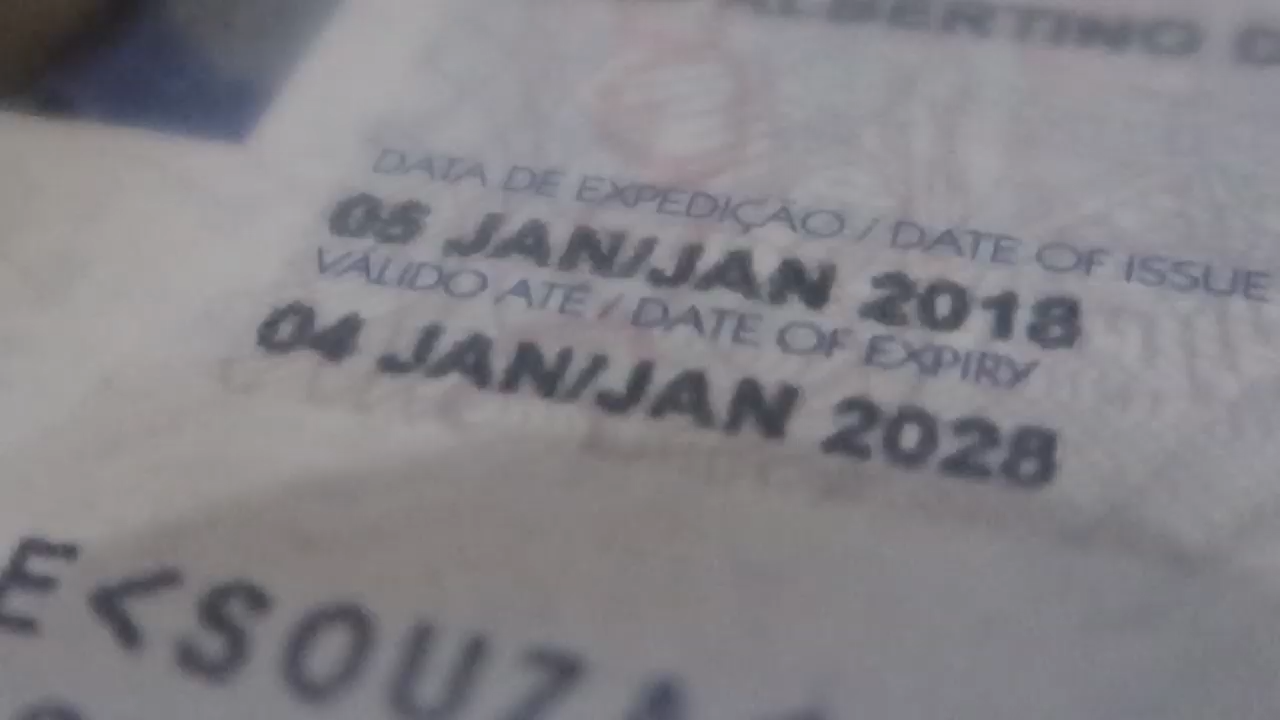 ALBERTINO D
DATA DE EXPEDIÇÃO / DATE OF ISSUE
05 JAN/JAN 2018
VÁLIDO ATÉ / DATE OF EXPIRY
04 JAN/JAN 2028
E<SOUZA